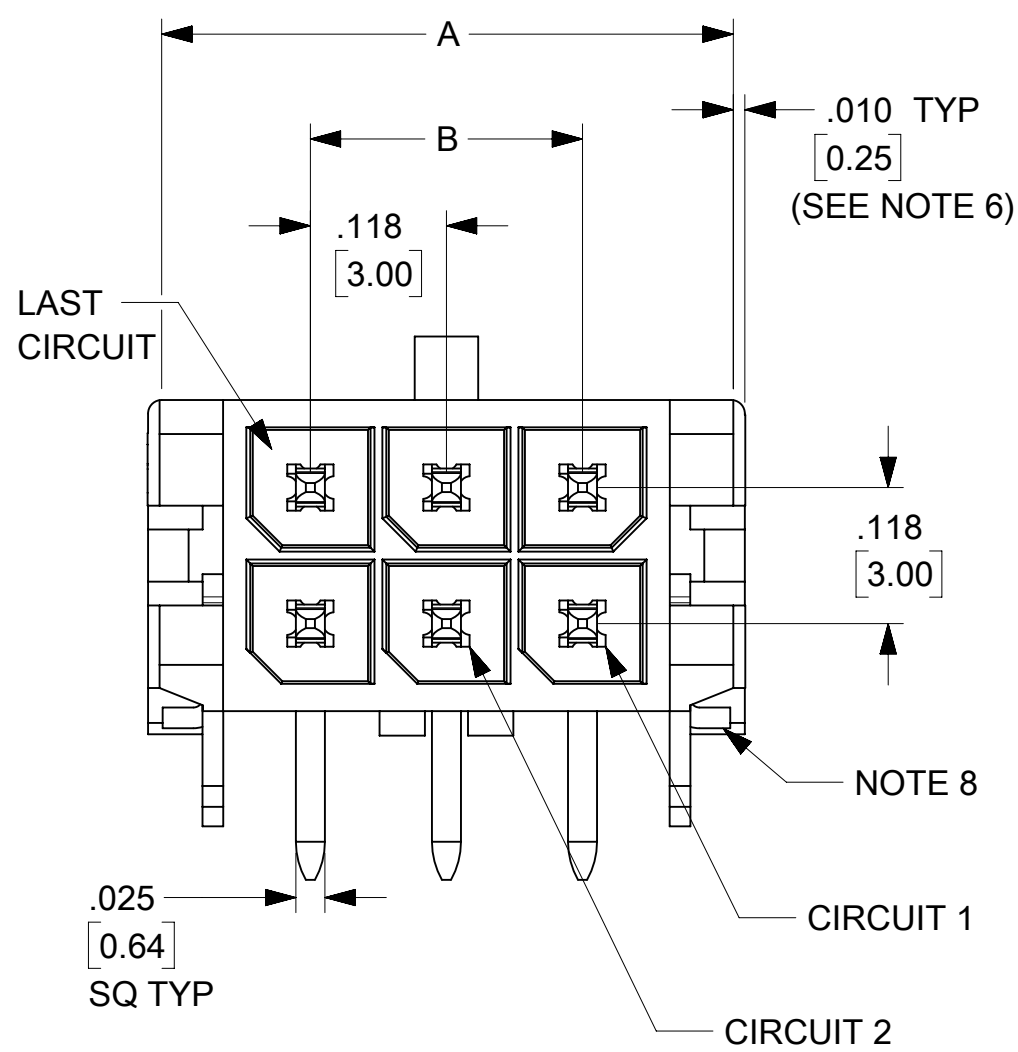 A
.010 TYP
[0.25]
(SEE NOTE 6)
B
.118
[3.00]
LAST
CIRCUIT
.118
[3.00]
NOTE 8
.025
[0.64]
SQ TYP
CIRCUIT 1
CIRCUIT 2